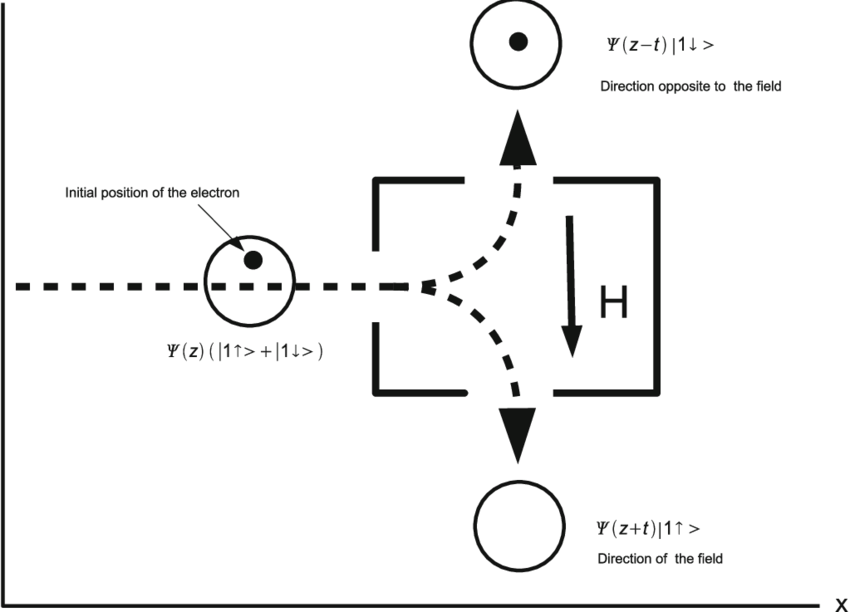 Ψ(z−t)|1↓>
Direction opposite to the field
Initial position of the electron
H
Ψ(z)(|1↑>+|1↓>)
Ψ(z+t)|1↑>
Direction of the field
x